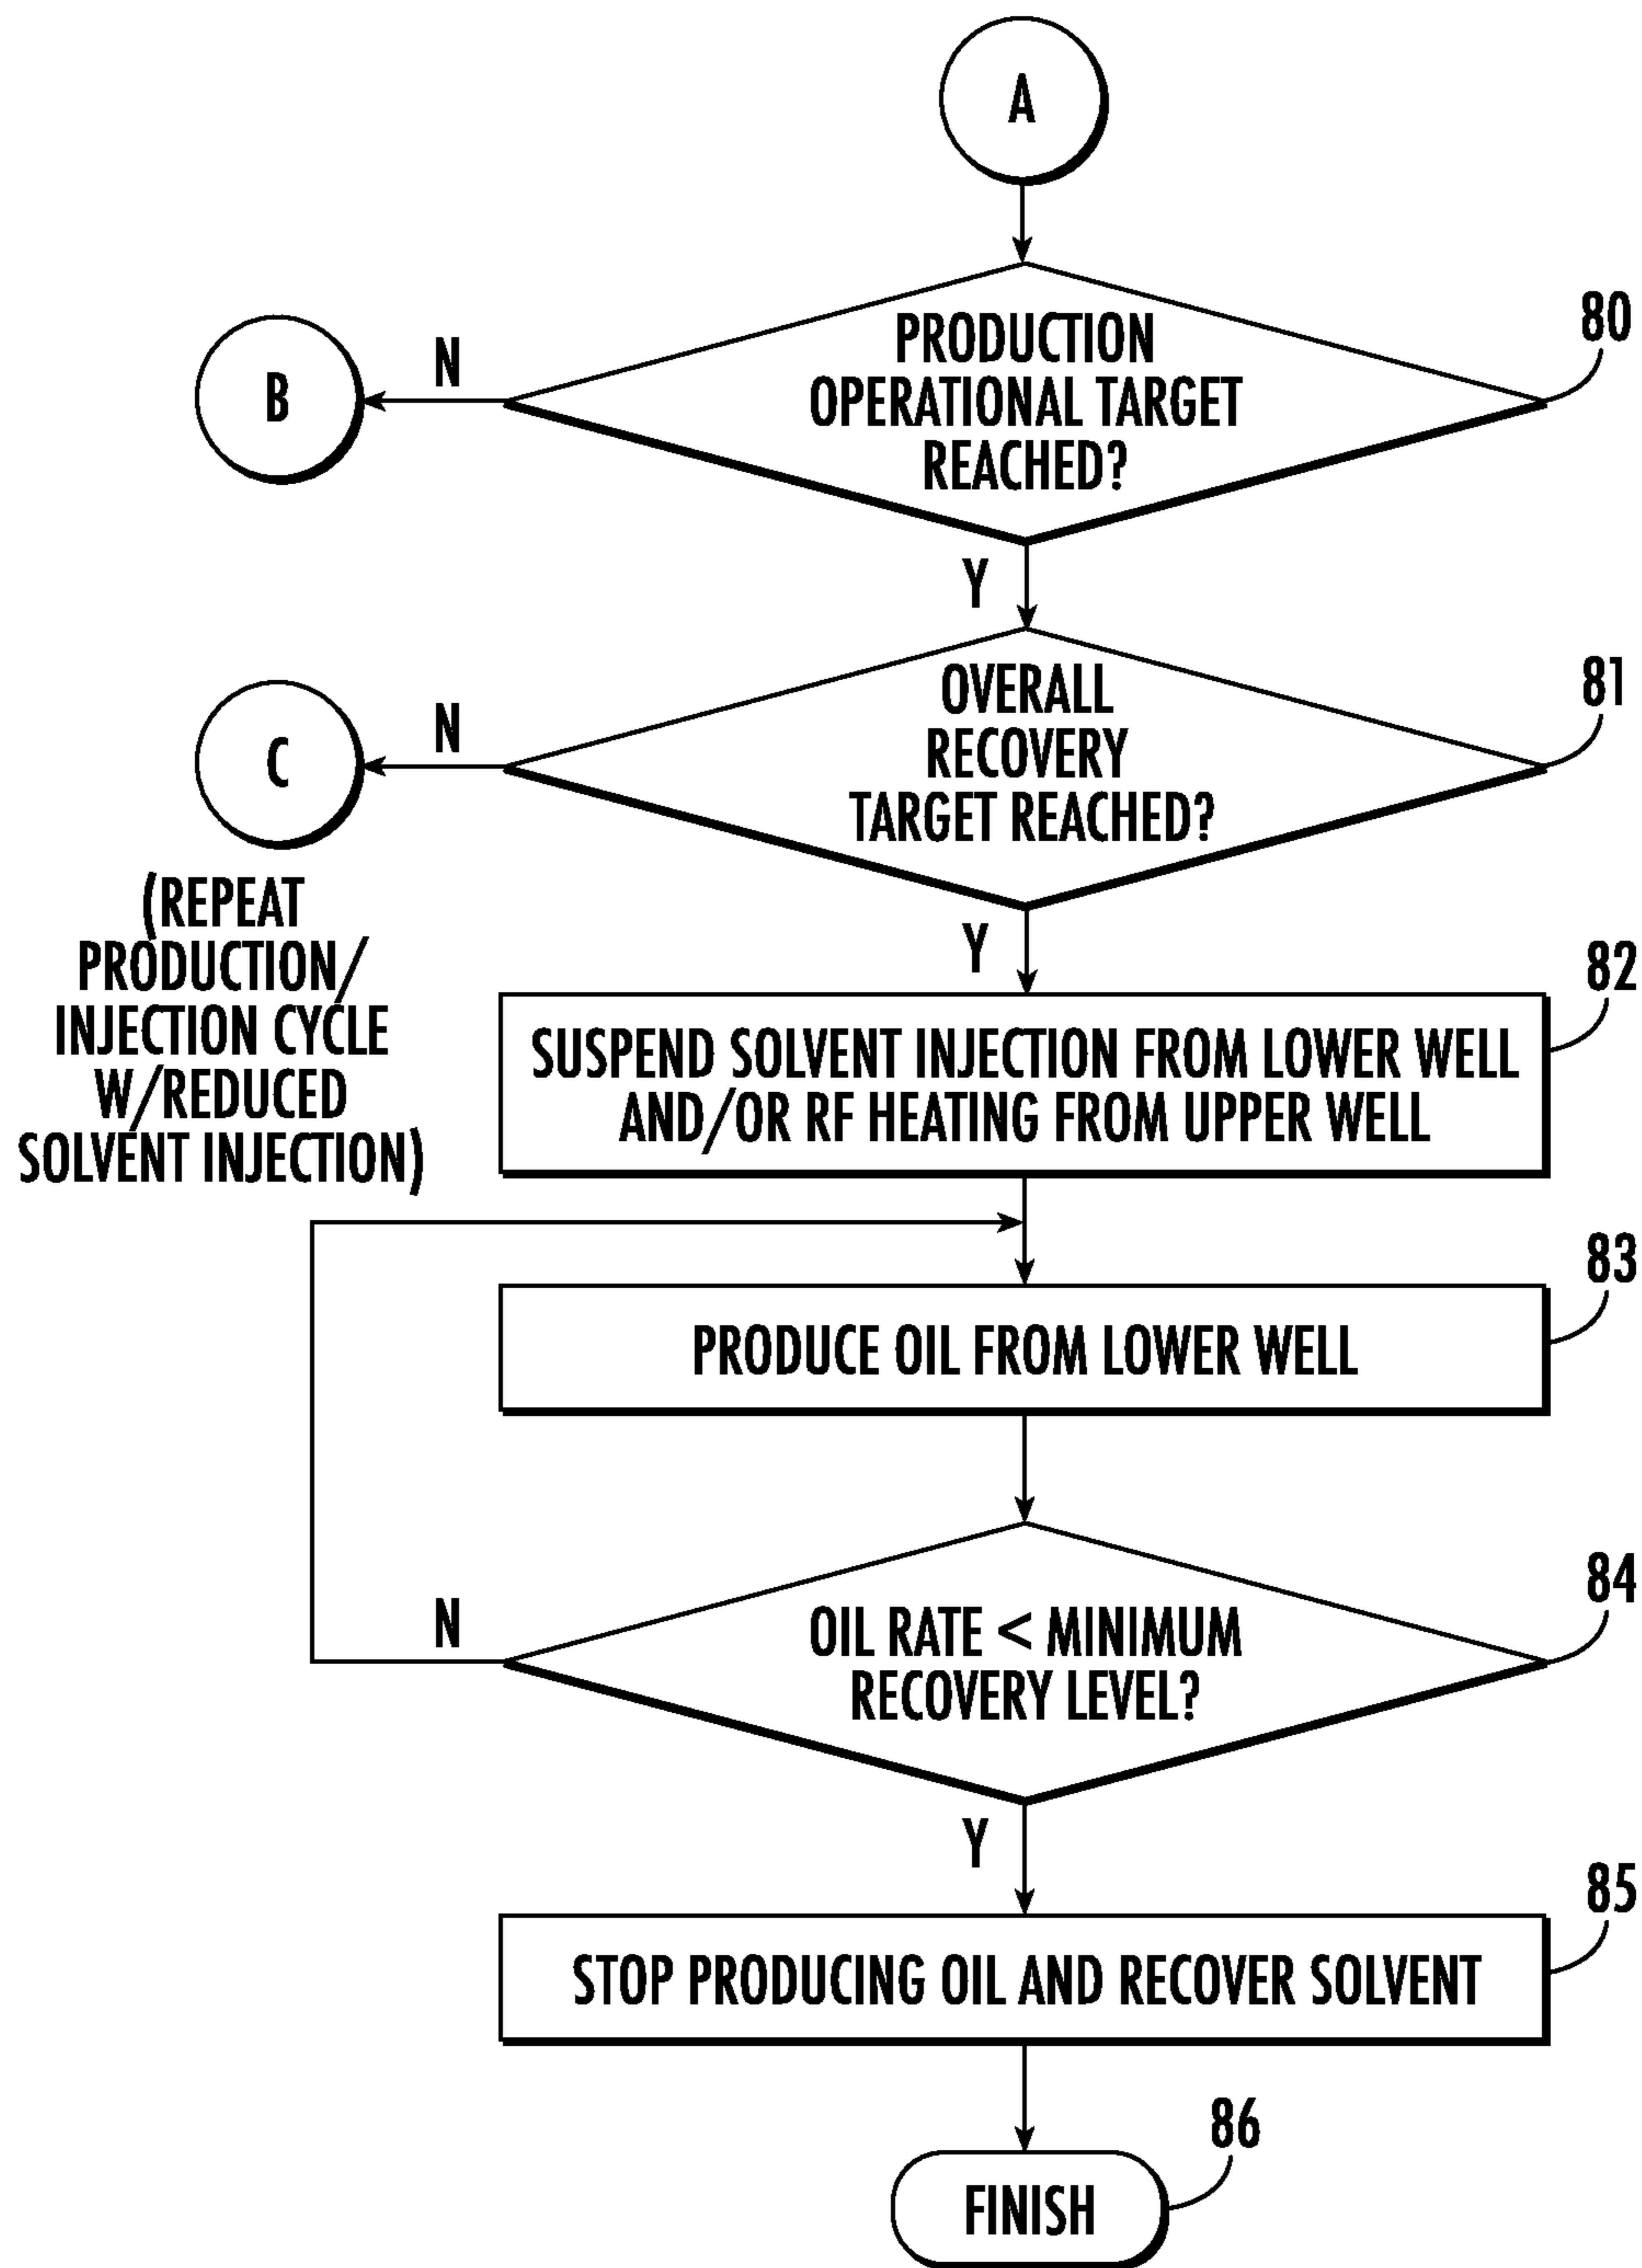 A
PRODUCTION
OPERATIONAL TARGET
REACHED?
80
N
B
Y
OVERALL
RECOVERY
TARGET REACHED?
81
N
C
(REPEAT
PRODUCTION/
INJECTION CYCLE
W/REDUCED
SOLVENT INJECTION)
Y
82
SUSPEND SOLVENT INJECTION FROM LOWER WELL
AND/OR RF HEATING FROM UPPER WELL
83
PRODUCE OIL FROM LOWER WELL
84
OIL RATE < MINIMUM
RECOVERY LEVEL?
N
Y
85
STOP PRODUCING OIL AND RECOVER SOLVENT
86
FINISH